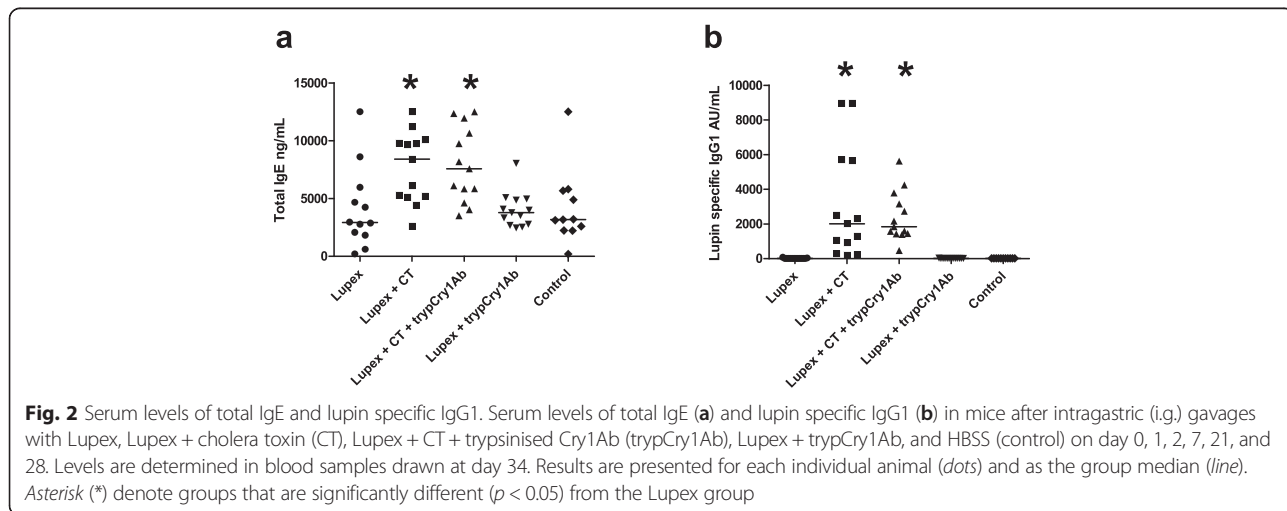 a
b
* *
* *
15000
10000
5000
0
Total IgE ng/mL
Lupex
Lupex + CT
Lupex + CT + trypCry1Ab
Lupex + trypCry1Ab
Control
10000
8000
6000
4000
2000
0
Lupin specific IgG1 AU/mL
Lupex
Lupex + CT
Lupex + CT + trypCry1Ab
Lupex + trypCry1Ab
Control
Fig. 2 Serum levels of total IgE and lupin specific IgG1. Serum levels of total IgE (a) and lupin specific IgG1 (b) in mice after intragastric (i.g.) gavages
with Lupex, Lupex + cholera toxin (CT), Lupex + CT + trypsinised Cry1Ab (trypCry1Ab), Lupex + trypCry1Ab, and HBSS (control) on day 0, 1, 2, 7, 21, and
28. Levels are determined in blood samples drawn at day 34. Results are presented for each individual animal (dots) and as the group median (line).
Asterisk (*) denote groups that are significantly different (p < 0.05) from the Lupex group